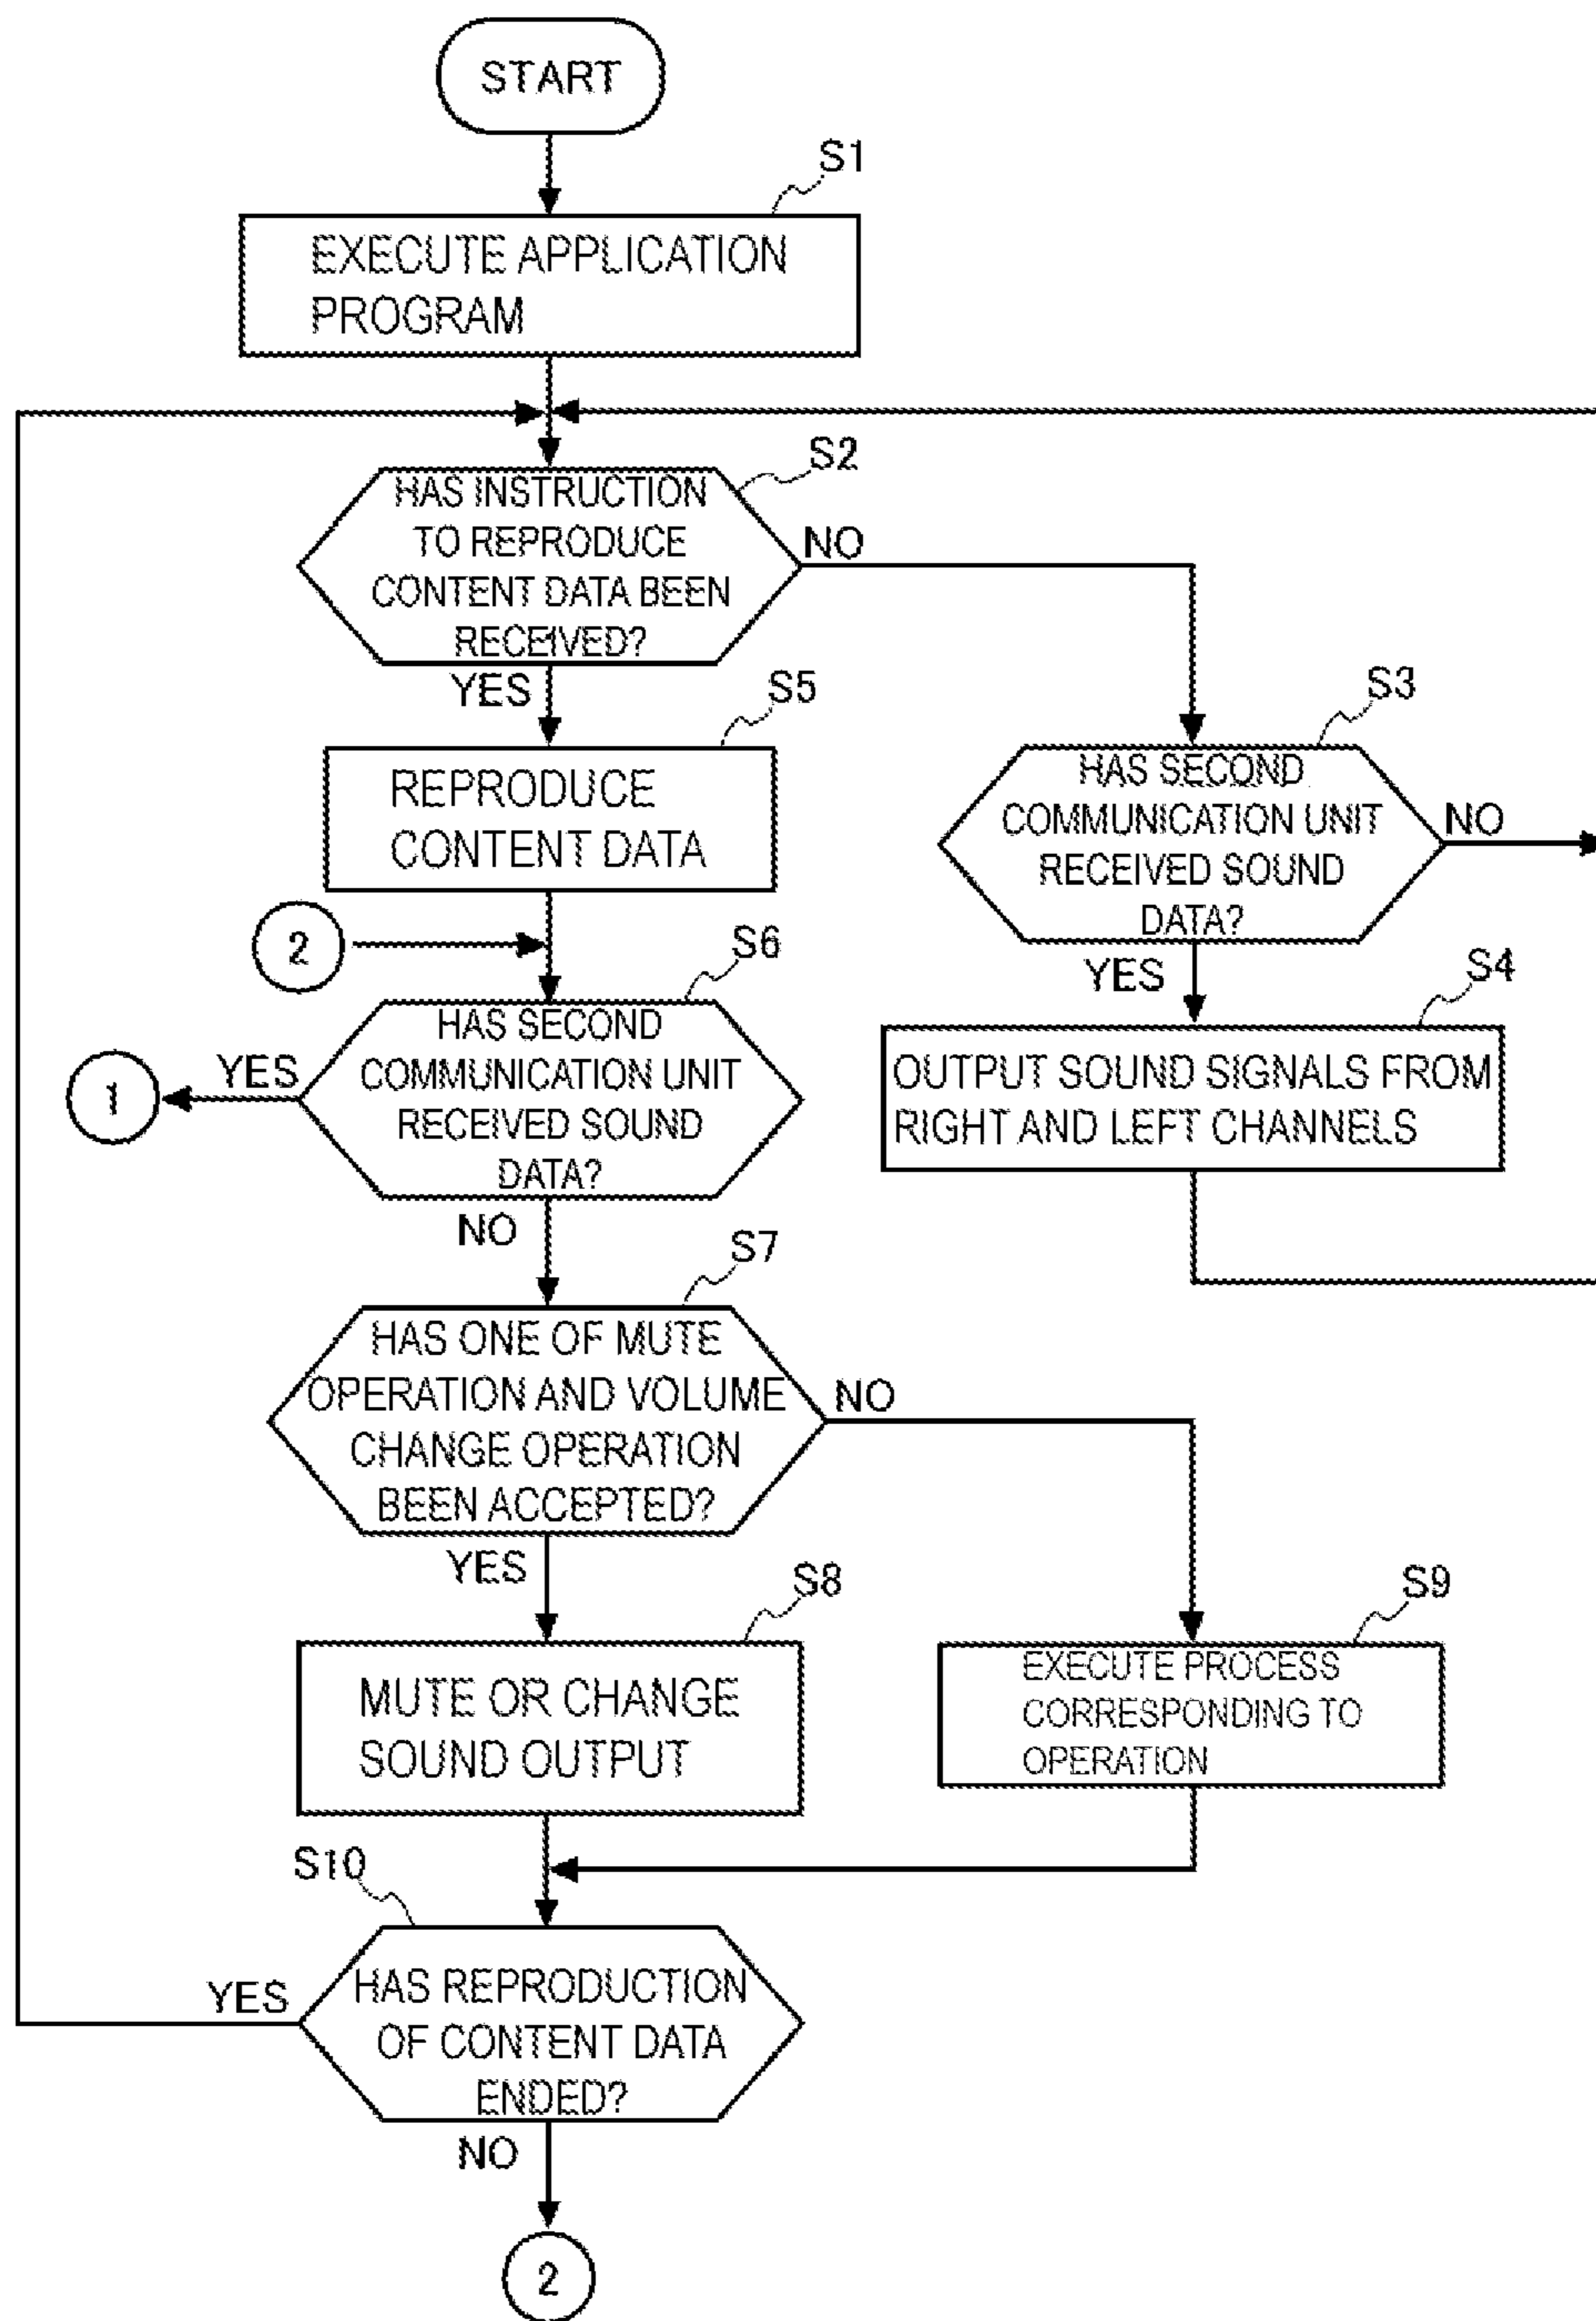 START
S1
EXECUTE APPLICATION
PROGRAM
S2
HAS INSTRUCTION
TO REPRODUCE
CONTENT DATA BEEN
RECEIVED?
NO
YES
S5
REPRODUCE
CONTENT DATA
S3
HAS SECOND
COMMUNICATION UNIT
RECEIVED SOUND
DATA?
NO
YES
S4
OUTPUT SOUND SIGNALS FROM
RIGHT AND LEFT CHANNELS
2
S6
HAS SECOND
COMMUNICATION UNIT
RECEIVED SOUND
DATA?
YES
1
NO
S7
HAS ONE OF MUTE
OPERATION AND VOLUME
CHANGE OPERATION
BEEN ACCEPTED?
NO
YES
S8
MUTE OR CHANGE
SOUND OUTPUT
S9
EXECUTE PROCESS
CORRESPONDING TO
OPERATION
S10
HAS REPRODUCTION
OF CONTENT DATA
ENDED?
YES
NO
2